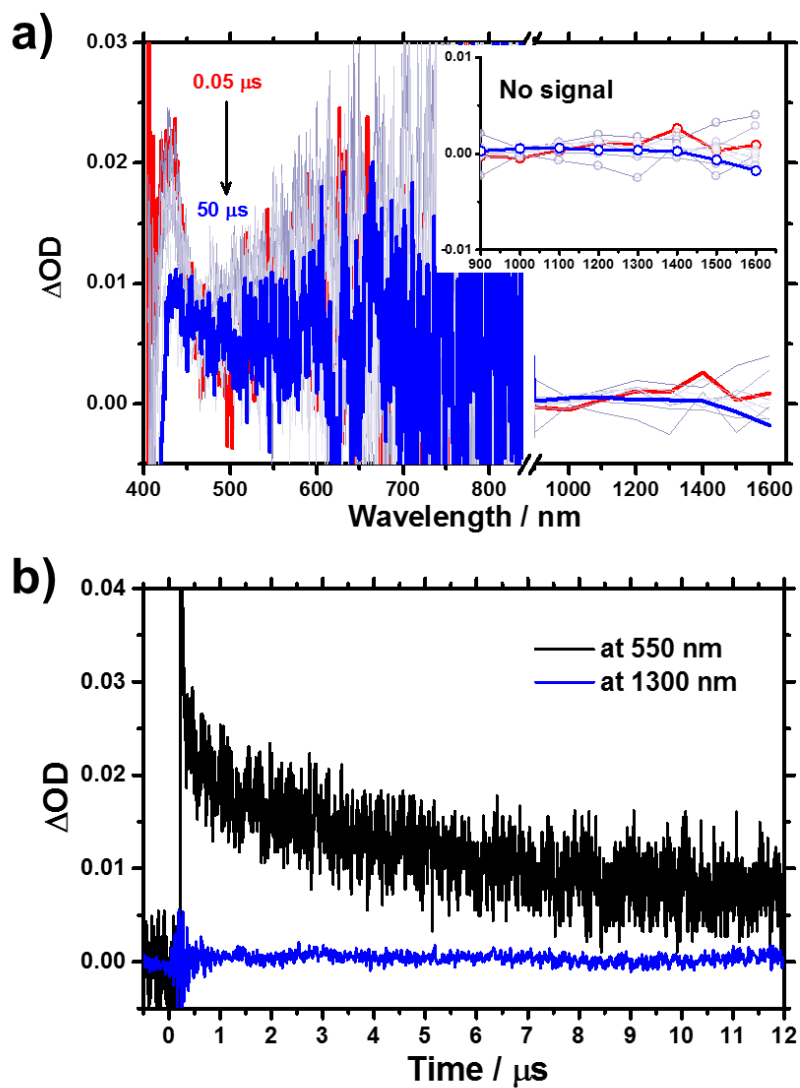 a)
0.03
0.02
0.01
0.00
ΔOD
0.05 μs
50 μs
0.01
0.00
-0.01
No signal
900 1000 1100 1200 1300 1400 1500 1600
400 500 600 700 800 1000 1200 1400 1600
Wavelength / nm
b)
0.04
0.03
0.02
0.01
0.00
ΔOD
at 550 nm
at 1300 nm
0 1 2 3 4 5 6 7 8 9 10 11 12
Time / μs